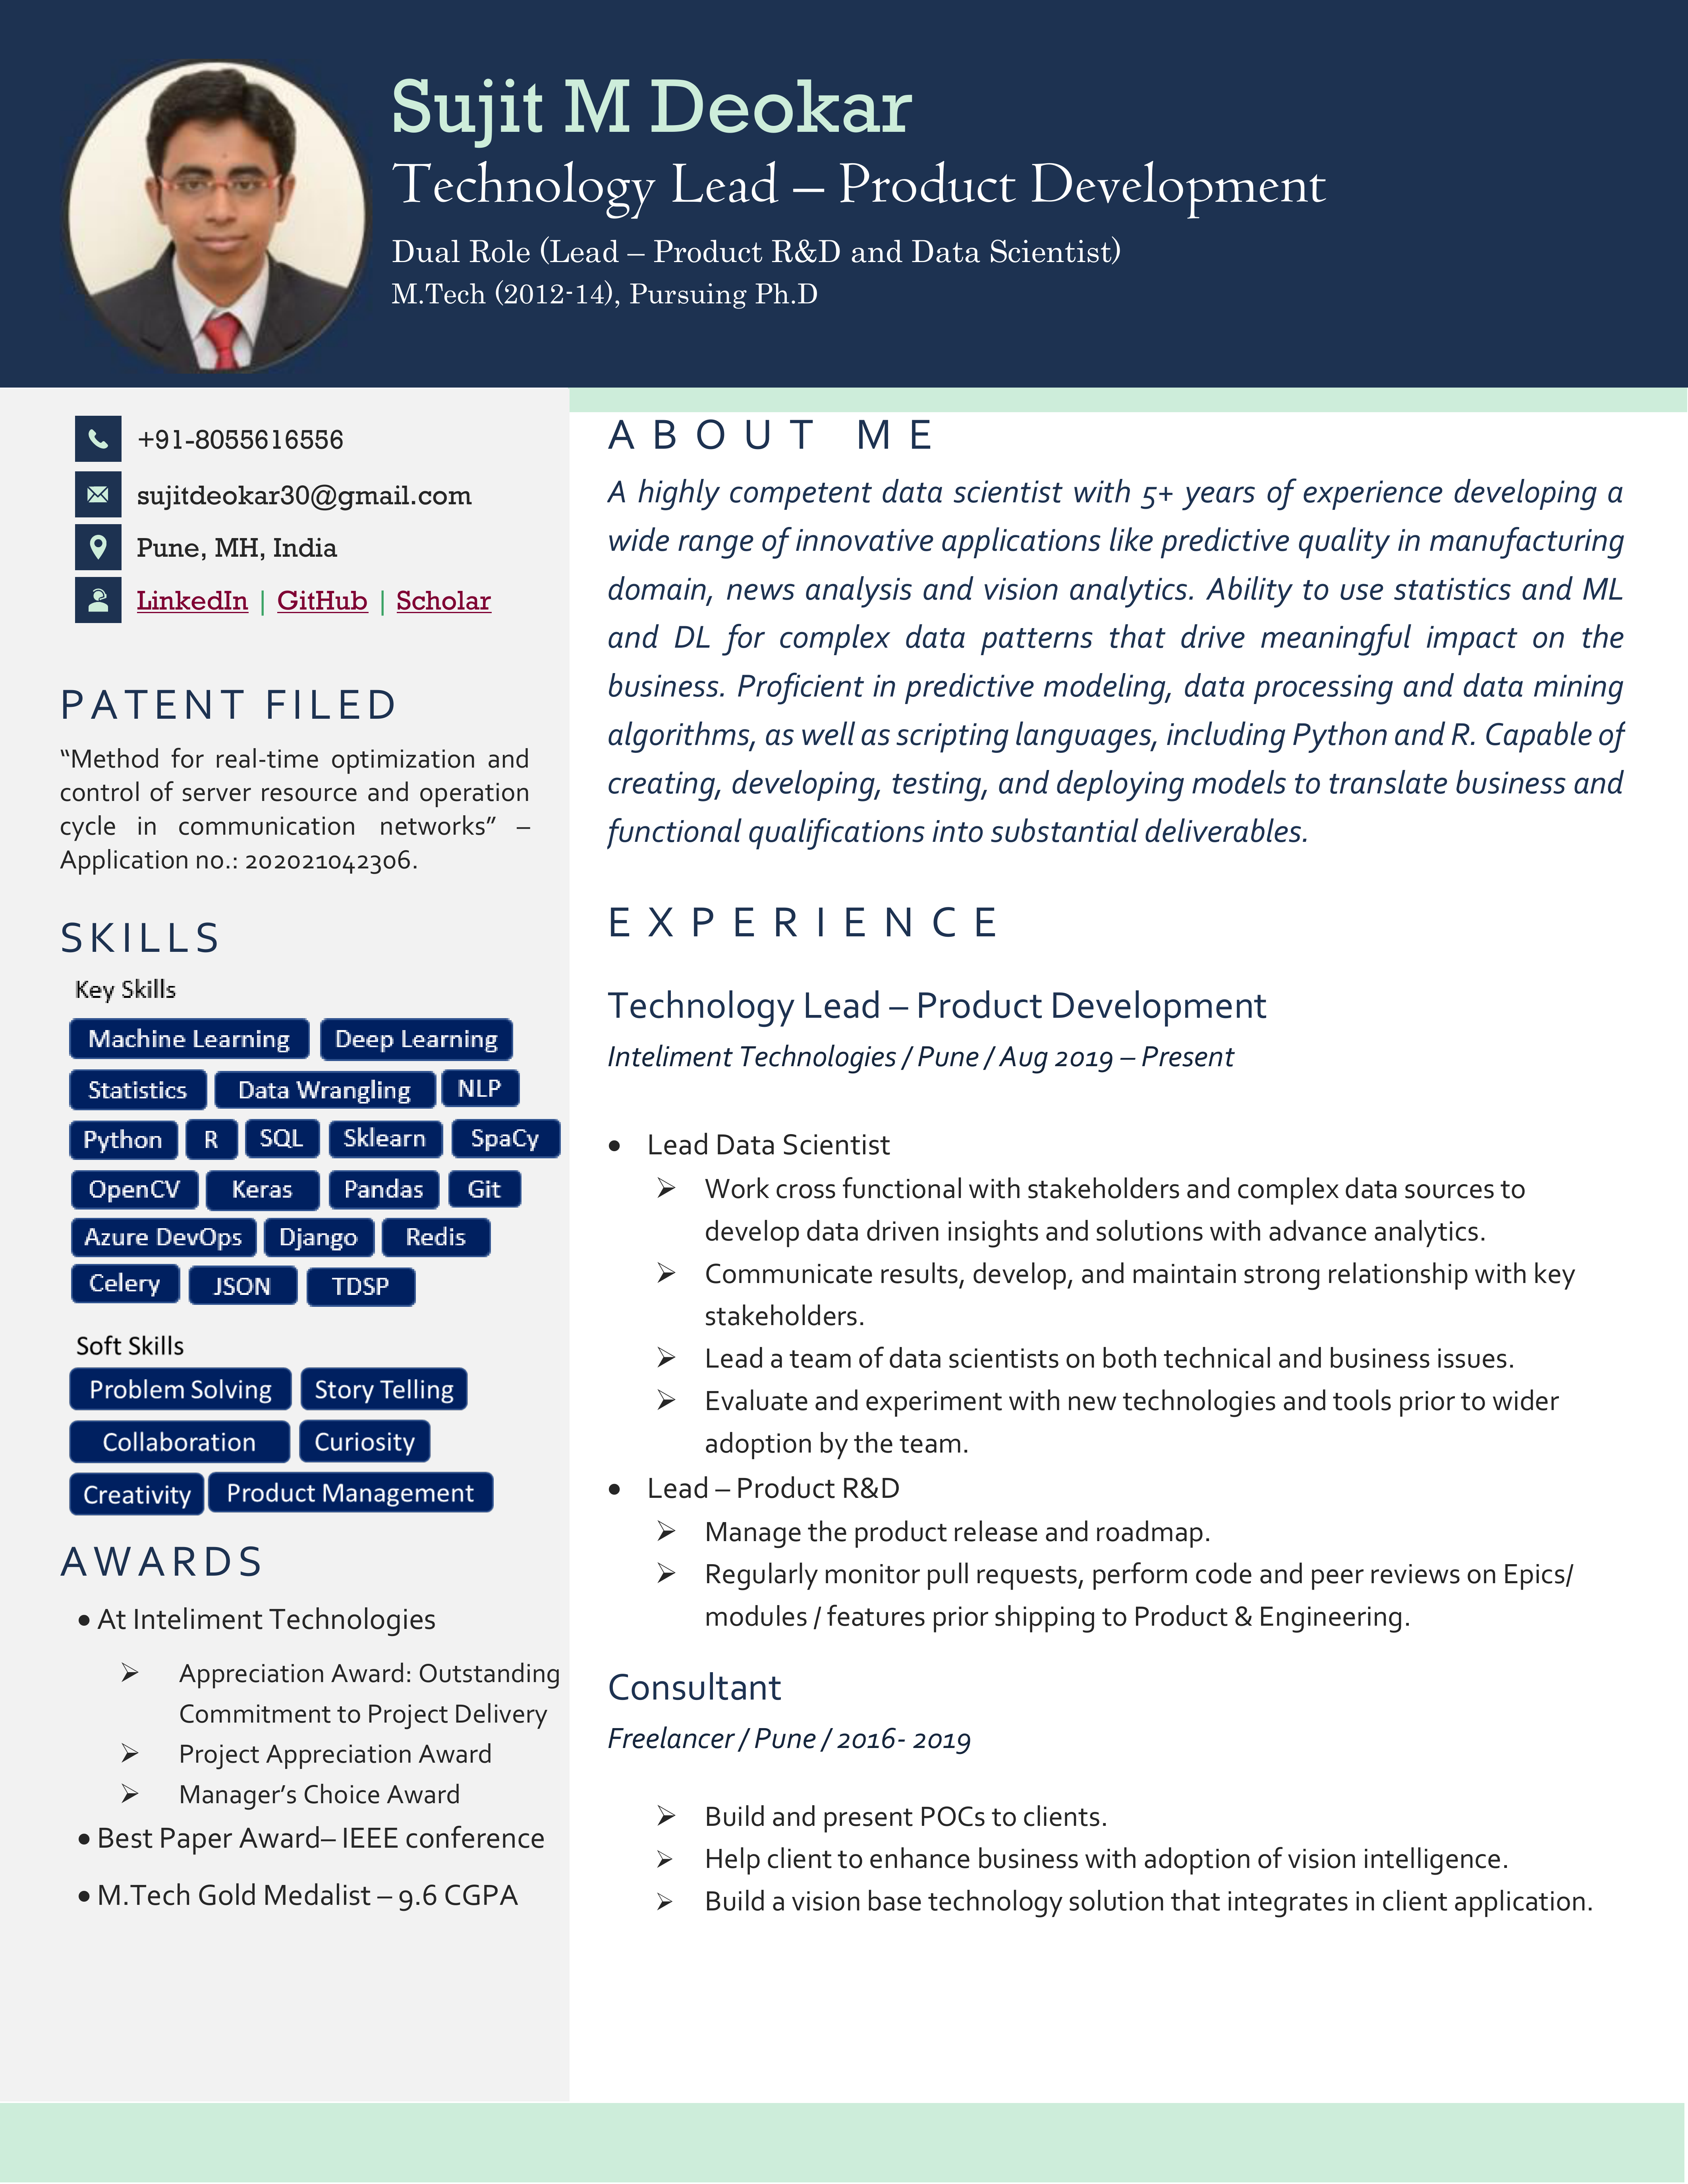 Sujit M Deokar
Technology Lead – Product Development
Dual Role (Lead – Product R&D and Data Scientist)
M.Tech (2012-14), Pursuing Ph.D
+91-8055616556
sujitdeokar30@gmail.com
Pune, MH, India
LinkedIn | GitHub | Scholar
PATENT FILED
“Method for real-time optimization and
control of server resource and operation
cycle in communication networks” –
Application no.: 202021042306.
SKILLS
Key Skills
Machine Learning Deep Learning
Statistics Data Wrangling NLP
Python R SQL Sklearn SpaCy
OpenCV Keras Pandas Git
Azure DevOps Django Redis
Celery JSON TDSP
Soft Skills
Problem Solving Story Telling
Collaboration Curiosity
Creativity Product Management
AWARDS
• At Inteliment Technologies
➢ Appreciation Award: Outstanding
Commitment to Project Delivery
➢ Project Appreciation Award
➢ Manager’s Choice Award
• Best Paper Award– IEEE conference
• M.Tech Gold Medalist – 9.6 CGPA
ABOUT ME
A highly competent data scientist with 5+ years of experience developing a
wide range of innovative applications like predictive quality in manufacturing
domain, news analysis and vision analytics. Ability to use statistics and ML
and DL for complex data patterns that drive meaningful impact on the
business. Proficient in predictive modeling, data processing and data mining
algorithms, as well as scripting languages, including Python and R. Capable of
creating, developing, testing, and deploying models to translate business and
functional qualifications into substantial deliverables.
EXPERIENCE
Technology Lead – Product Development
Inteliment Technologies / Pune / Aug 2019 – Present
• Lead Data Scientist
➢ Work cross functional with stakeholders and complex data sources to
develop data driven insights and solutions with advance analytics.
➢ Communicate results, develop, and maintain strong relationship with key
stakeholders.
➢ Lead a team of data scientists on both technical and business issues.
➢ Evaluate and experiment with new technologies and tools prior to wider
adoption by the team.
• Lead – Product R&D
➢ Manage the product release and roadmap.
➢ Regularly monitor pull requests, perform code and peer reviews on Epics/
modules / features prior shipping to Product & Engineering.
Consultant
Freelancer / Pune / 2016- 2019
➢ Build and present POCs to clients.
➢ Help client to enhance business with adoption of vision intelligence.
➢ Build a vision base technology solution that integrates in client application.